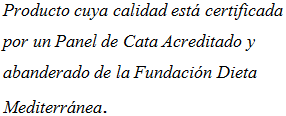 Producto cuya calidad está certificada
por un Panel de Cata Acreditado y
abanderado de la Fundación Dieta
Mediterránea.